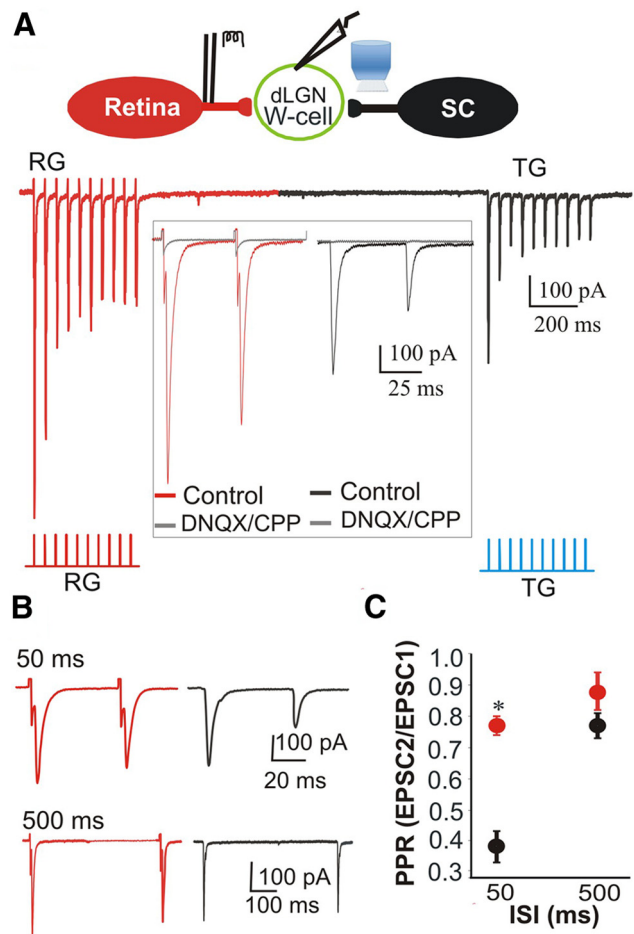 A
Retina
dLGN
W-cell
SC
RG
TG
100 pA
200 ms
100 pA
25 ms
Control
Control
DNQX/CPP
DNQX/CPP
RG
TG
B
50 ms
100 pA
20 ms
500 ms
100 pA
100 ms
C
PPR (EPSC2/EPSC1)
1.0
0.9
0.8
0.7
0.6
0.5
0.4
0.3
*
50
500
ISI (ms)